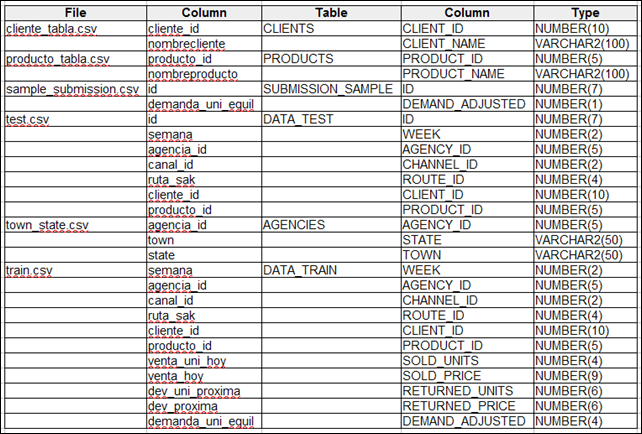 File Column Table Column Type
cliente_tabla.csv cliente_id CLIENTS CLIENT_ID NUMBER(10)
nombrecliente CLIENT_NAME VARCHAR2(100)
producto_tabla.csv producto_id PRODUCTS PRODUCT_ID NUMBER(5)
nombreproducto PRODUCT_NAME VARCHAR2(100)
sample_submission.csv id SUBMISSION_SAMPLE ID NUMBER(7)
demanda_uni_equil DEMAND_ADJUSTED NUMBER(1)
test.csv id DATA_TEST ID NUMBER(7)
semana WEEK NUMBER(2)
agencia_id AGENCY_ID NUMBER(5)
canal_id CHANNEL_ID NUMBER(2)
ruta_sak ROUTE_ID NUMBER(4)
cliente_id CLIENT_ID NUMBER(10)
producto_id PRODUCT_ID NUMBER(5)
town_state.csv agencia_id AGENCIES AGENCY_ID NUMBER(5)
town STATE VARCHAR2(50)
state TOWN VARCHAR2(50)
train.csv semana DATA_TRAIN WEEK NUMBER(2)
agencia_id AGENCY_ID NUMBER(5)
canal_id CHANNEL_ID NUMBER(2)
ruta_sak ROUTE_ID NUMBER(4)
cliente_id CLIENT_ID NUMBER(10)
producto_id PRODUCT_ID NUMBER(5)
venta_uni_hoy SOLD_UNITS NUMBER(4)
venta_hoy SOLD_PRICE NUMBER(9)
dev_uni_proxima RETURNED_UNITS NUMBER(6)
dev_proxima RETURNED_PRICE NUMBER(6)
demanda_uni_equil DEMAND_ADJUSTED NUMBER(4)